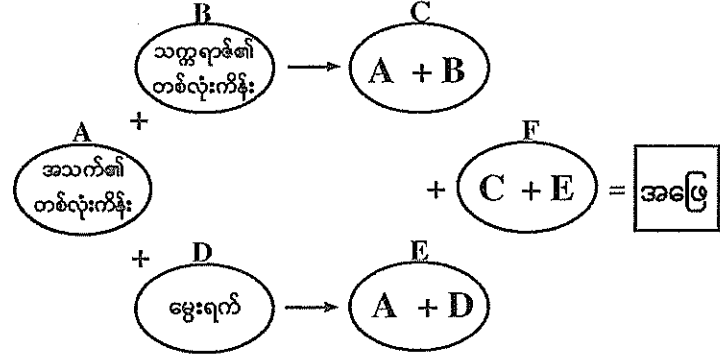 B
သက္ကရာဇ်၏
တစ်လုံးကိန်း
C
A + B
+
A
အသက်၏
တစ်လုံးကိန်း
F
+ C + E = အဖြေ
+
D
မွေးရက်
E
A + D